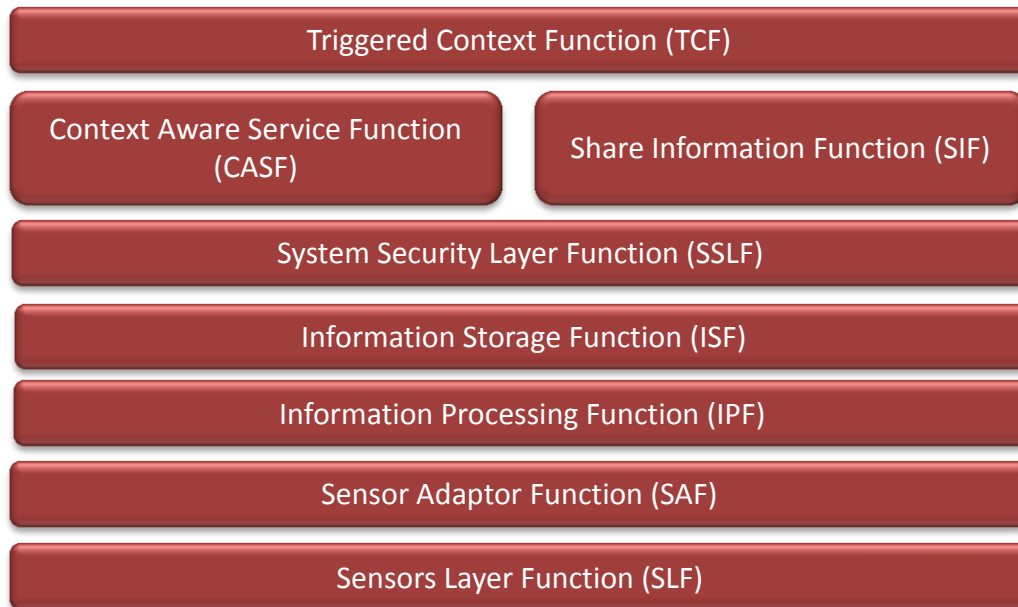 Triggered Context Function (TCF)
Context Aware Service Function
(CASF)
Share Information Function (SIF)
System Security Layer Function (SSLF)
Information Storage Function (ISF)
Information Processing Function (IPF)
Sensor Adaptor Function (SAF)
Sensors Layer Function (SLF)